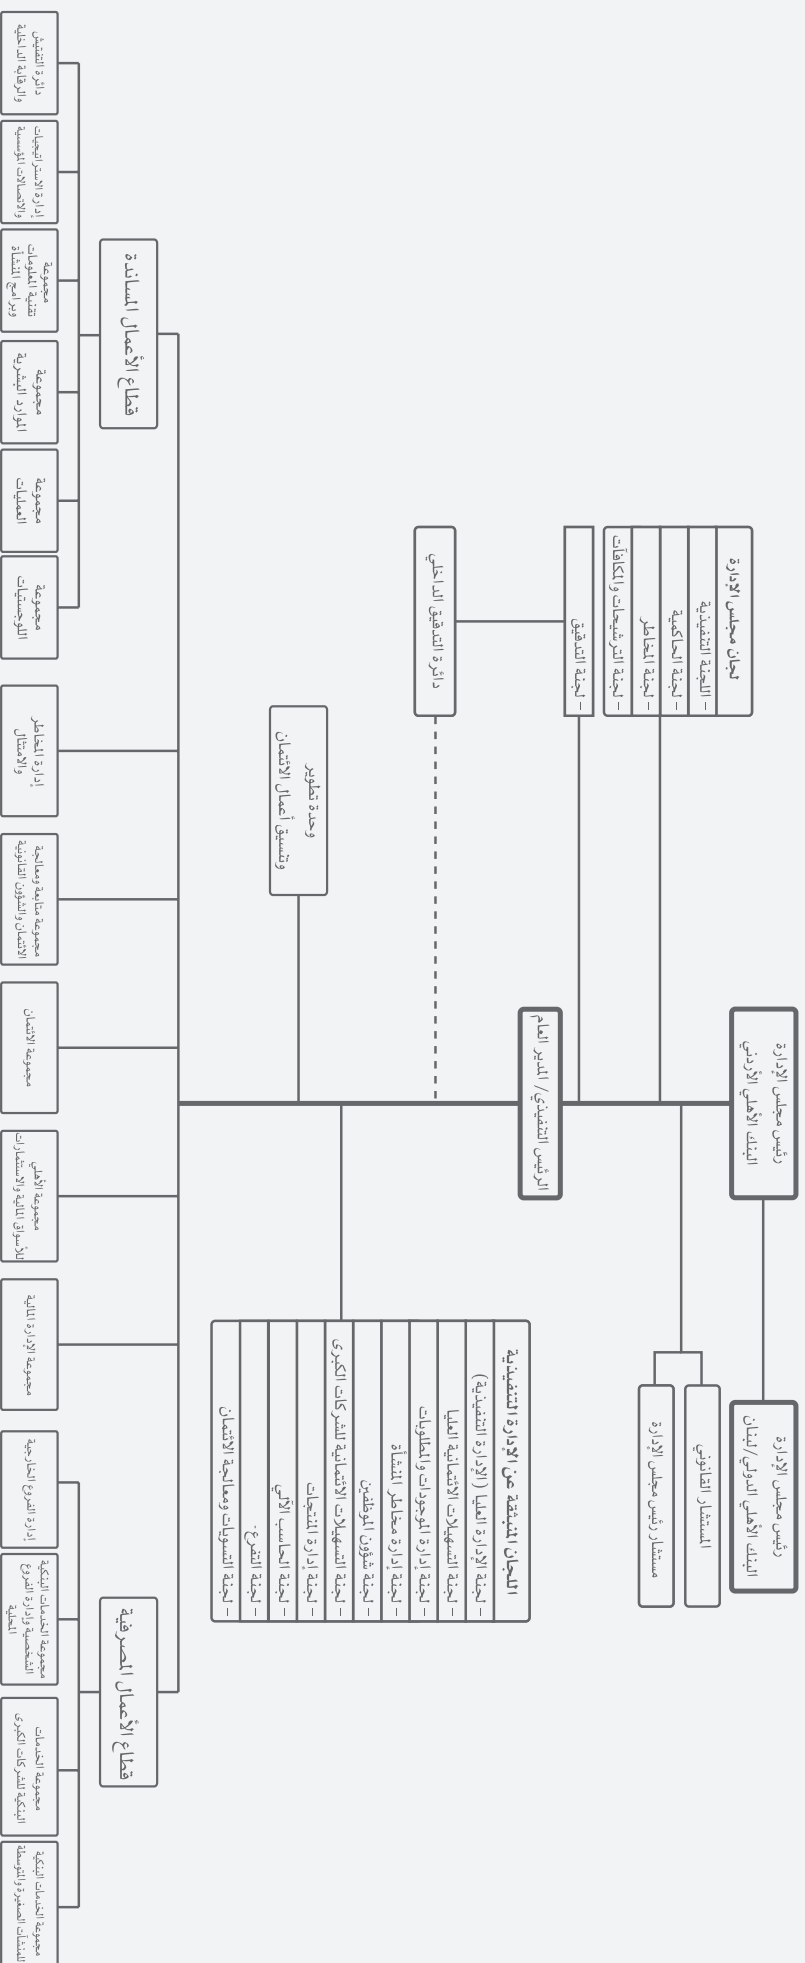 رئيس مجلس الإدارة
البنك الأهلي الأردني
رئيس مجلس الإدارة
البنك الأهلي الدولي/لبنان
المستشار القانوني
مستشار رئيس مجلس الإدارة
لجان مجلس الإدارة
- اللجنة التنفيذية
- لجنة الحاكمية
- لجنة المخاطر
- لجنة الترشيحات والمكافآت
- لجنة التدقيق
دائرة التدقيق الداخلي
الرئيس التنفيذي/ المدير العام
اللجان المنبثقة عن الإدارة التنفيذية
- لجنة الإدارة العليا (الإدارة التنفيذية)
- لجنة التسهيلات الائتمانية العليا
- لجنة إدارة الموجودات والمطلوبات
- لجنة إدارة مخاطر المنشأة
- لجنة شؤون الموظفين
- لجنة التسهيلات الائتمانية للشركات الكبرى
- لجنة إدارة المنتجات
- لجنة الحاسب الآلي
- لجنة التفرع.
- لجنة التسويات ومعالجة الائتمان
وحدة تطوير
وتنسيق أعمال الائتمان
قطاع الأعمال المصرفية
قطاع الأعمال المساندة
مجموعة الخدمات البنكية
للمنشآت الصغيرة والمتوسطة
مجموعة الخدمات
البنكية للشركات الكبرى
مجموعة الخدمات البنكية
الشخصية وإدارة الفروع
المحلية
إدارة الفروع الخارجية
مجموعة الإدارة المالية
مجموعة الأهلي
للأسواق المالية والاستثمارات
مجموعة الائتمان
مجموعة متابعة ومعالجة
الائتمان والشؤون القانونية
إدارة المخاطر
والامتثال
مجموعة
اللوجستيات
مجموعة
العمليات
مجموعة
الموارد البشرية
مجموعة
تقنية المعلومات
وبرامج المنشأة
إدارة الاستراتيجيات
والاتصالات المؤسسية
دائرة التفتيش
والرقابة الداخلية